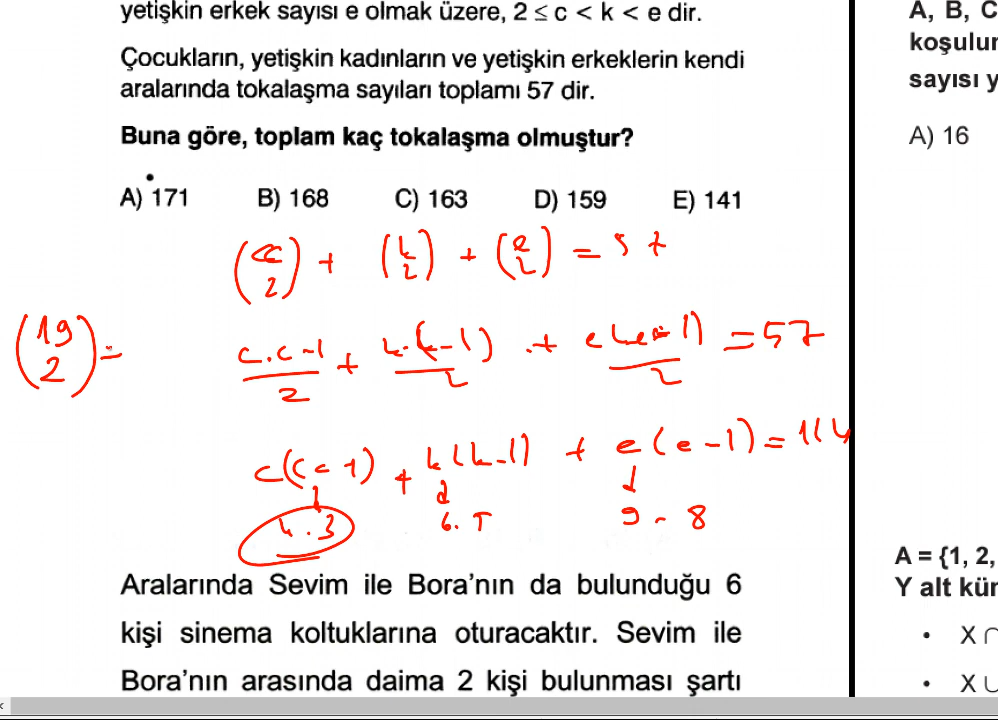 yetişkin erkek sayısı e olmak üzere, 2 ≤ c < k < e dir.
Çocukların, yetişkin kadınların ve yetişkin erkeklerin kendi
aralarında tokalaşma sayıları toplamı 57 dir.
Buna göre, toplam kaç tokalaşma olmuştur?
A) 171 B) 168 C) 163 D) 159 E) 141
(c 2) + (k 2) + (e 2) = 57
(19 2) =
c.c-1/2 + k.(k-1)/2 + e(e-1)/2 = 57
c(c-1) + k(k-1) + e(e-1) = 114
4.3 6.5 9-8
Aralarında Sevim ile Bora'nın da bulunduğu 6
kişi sinema koltuklarına oturacaktır. Sevim ile
Bora'nın arasında daima 2 kişi bulunması şartı
A, B, C
koşulur
sayısı y
A) 16
A = {1, 2,
Y alt kür
• X ∩
• X ∪